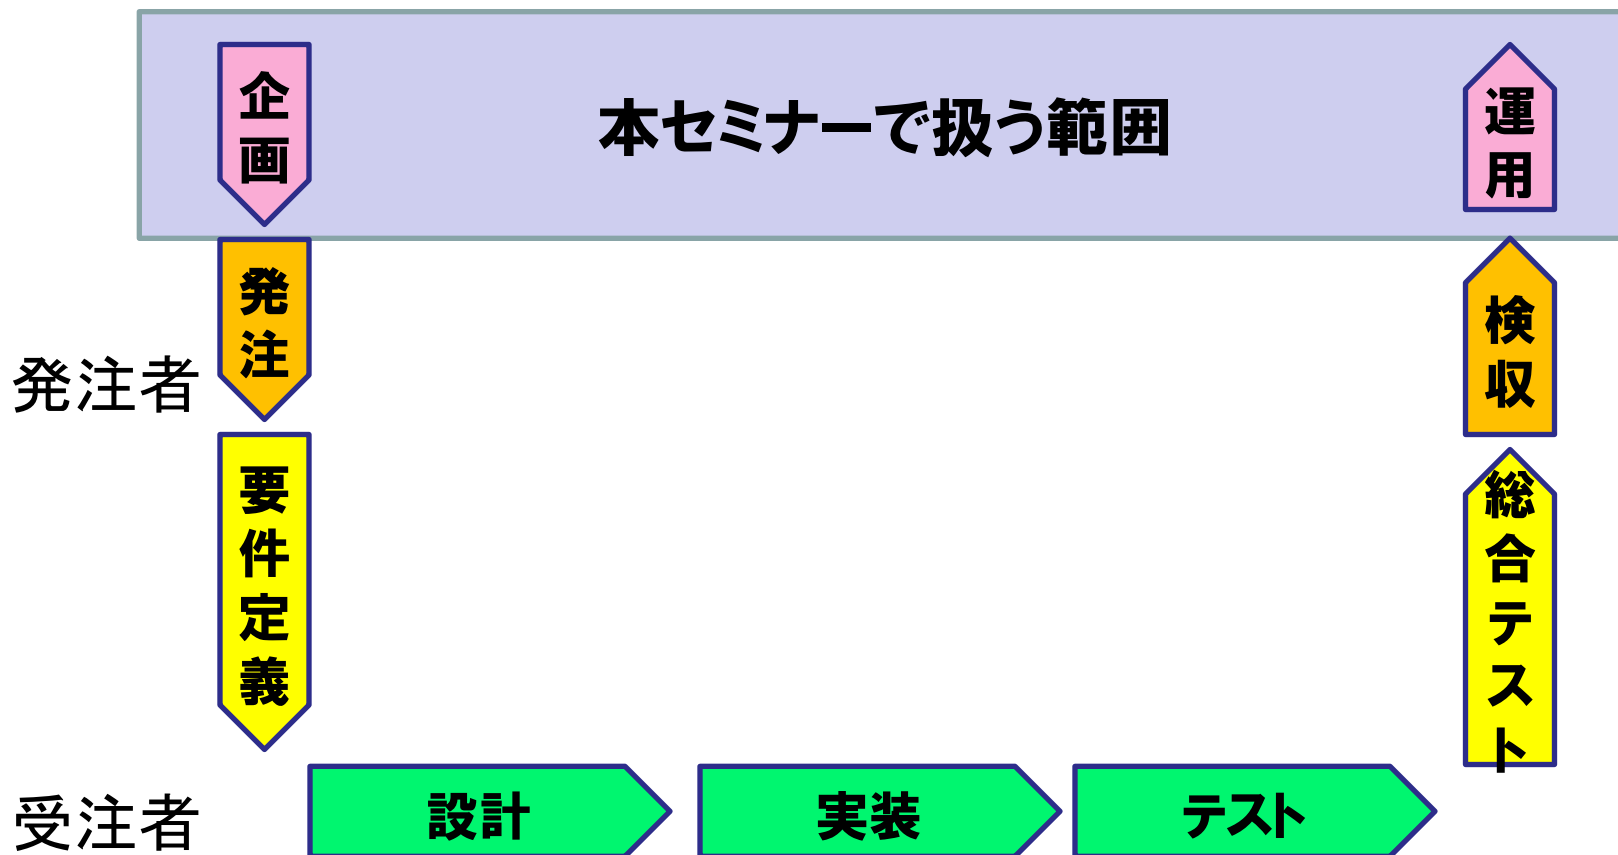 企画
本セミナーで扱う範囲
運用
発注
検収
発注者
要件定義
総合テスト
受注者
設計
実装
テスト